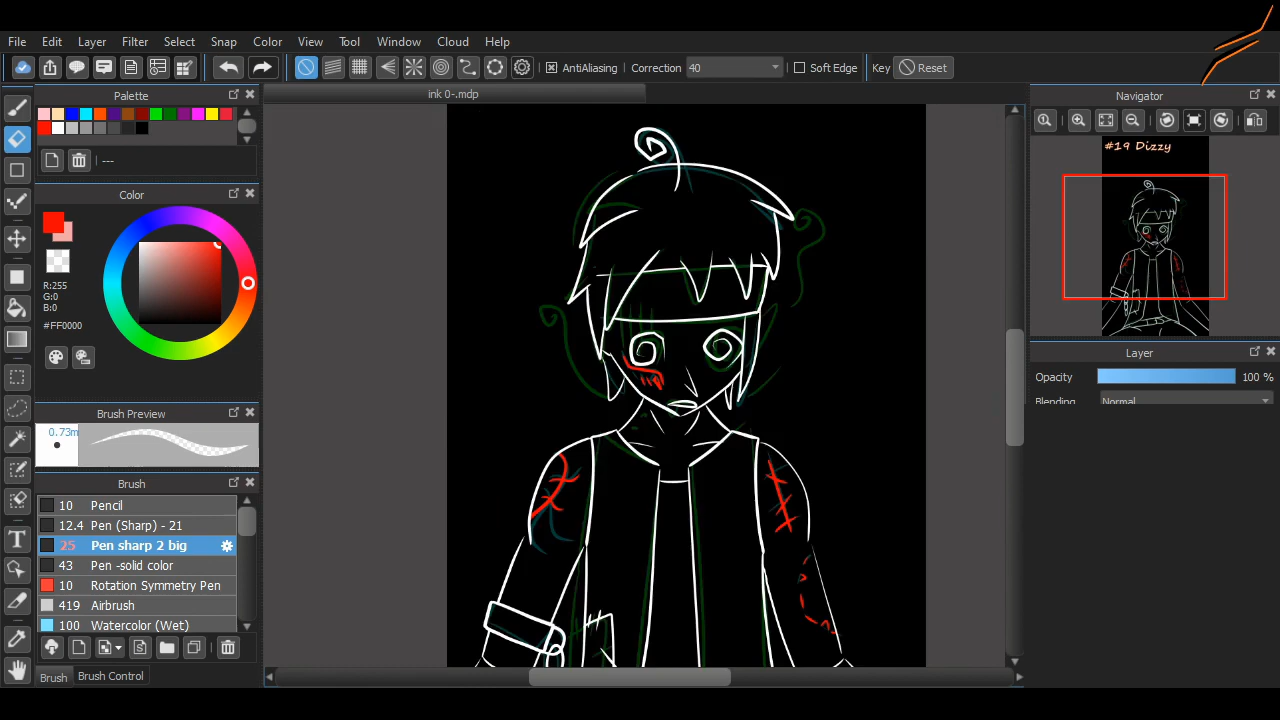 File Edit Layer Filter Select Snap Color View Tool Window Cloud Help
AntiAliasing Correction 40 Soft Edge Key Reset
Palette
ink 0-.mdp
Navigator
---
#19 Dizzy
Color
R:255
G:0
B:0
#FF0000
Layer
Opacity 100 %
Blending Normal
Brush Preview
0.73m
Brush
10 Pencil
12.4 Pen (Sharp) - 21
25 Pen sharp 2 big
43 Pen -solid color
10 Rotation Symmetry Pen
419 Airbrush
100 Watercolor (Wet)
Brush Brush Control